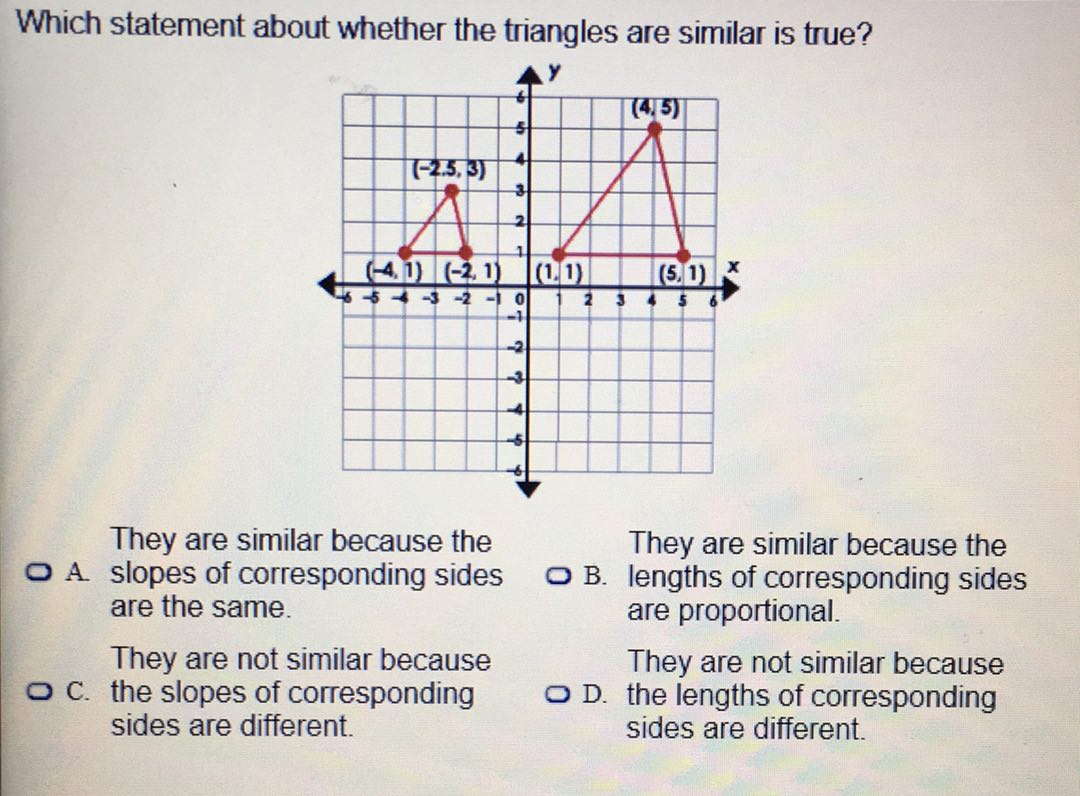 Which statement about whether the triangles are similar is true?
y
6
(4, 5)
5
4
(-2.5, 3)
3
2
1
(-4, 1) (-2, 1) (1, 1) (5, 1) x
-6 -5 -4 -3 -2 -1 0 1 2 3 4 5 6
-1
-2
-3
-4
-5
-6
They are similar because the
A. slopes of corresponding sides
are the same.
They are similar because the
B. lengths of corresponding sides
are proportional.
They are not similar because
C. the slopes of corresponding
sides are different.
They are not similar because
D. the lengths of corresponding
sides are different.